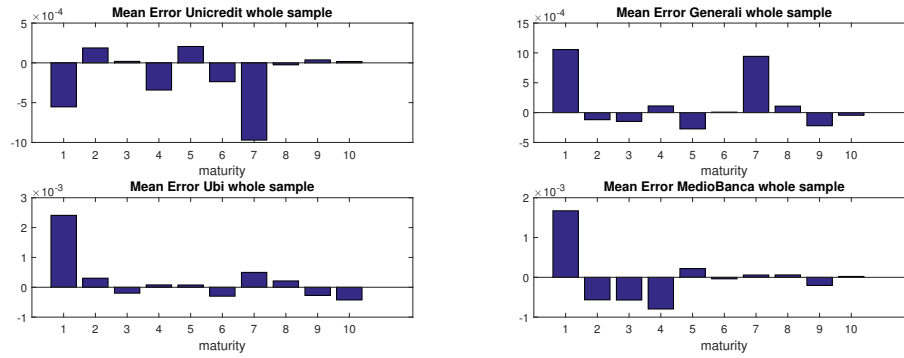 Mean Error Unicredit whole sample
×10-4
5
0
-5
-10
1 2 3 4 5 6 7 8 9 10
maturity
Mean Error Generali whole sample
×10-4
15
10
5
0
-5
1 2 3 4 5 6 7 8 9 10
maturity
Mean Error Ubi whole sample
×10-3
3
2
1
0
-1
1 2 3 4 5 6 7 8 9 10
maturity
Mean Error MedioBanca whole sample
×10-3
2
1
0
-1
1 2 3 4 5 6 7 8 9 10
maturity